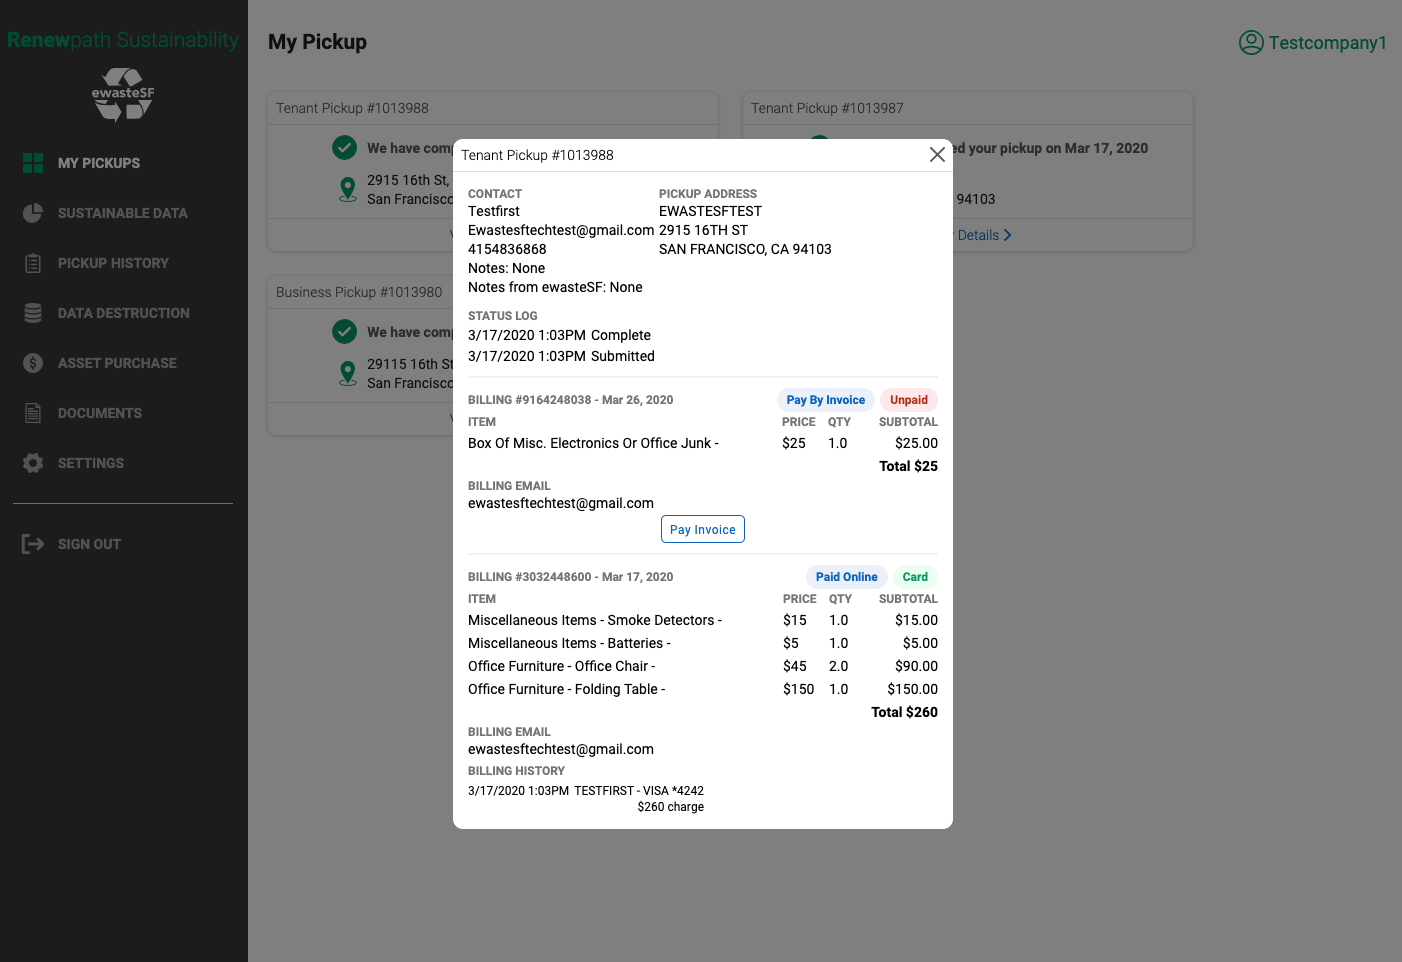 Renewpath Sustainability
ewasteSF
MY PICKUPS
SUSTAINABLE DATA
PICKUP HISTORY
DATA DESTRUCTION
ASSET PURCHASE
DOCUMENTS
SETTINGS
SIGN OUT
My Pickup
Testcompany1
Tenant Pickup #1013988
We have com
2915 16th St,
San Francisco
Tenant Pickup #1013987
ed your pickup on Mar 17, 2020
94103
Details
Business Pickup #1013980
We have com
29115 16th St
San Francisco
Tenant Pickup #1013988
CONTACT
Testfirst
Ewastesftechtest@gmail.com
4154836868
Notes: None
Notes from ewasteSF: None
PICKUP ADDRESS
EWASTESFTEST
2915 16TH ST
SAN FRANCISCO, CA 94103
STATUS LOG
3/17/2020 1:03PM Complete
3/17/2020 1:03PM Submitted
BILLING #9164248038 - Mar 26, 2020 Pay By Invoice Unpaid
ITEM PRICE QTY SUBTOTAL
Box Of Misc. Electronics Or Office Junk - $25 1.0 $25.00
Total $25
BILLING EMAIL
ewastesftechtest@gmail.com
Pay Invoice
BILLING #3032448600 - Mar 17, 2020 Paid Online Card
ITEM PRICE QTY SUBTOTAL
Miscellaneous Items - Smoke Detectors - $15 1.0 $15.00
Miscellaneous Items - Batteries - $5 1.0 $5.00
Office Furniture - Office Chair - $45 2.0 $90.00
Office Furniture - Folding Table - $150 1.0 $150.00
Total $260
BILLING EMAIL
ewastesftechtest@gmail.com
BILLING HISTORY
3/17/2020 1:03PM TESTFIRST - VISA *4242
$260 charge